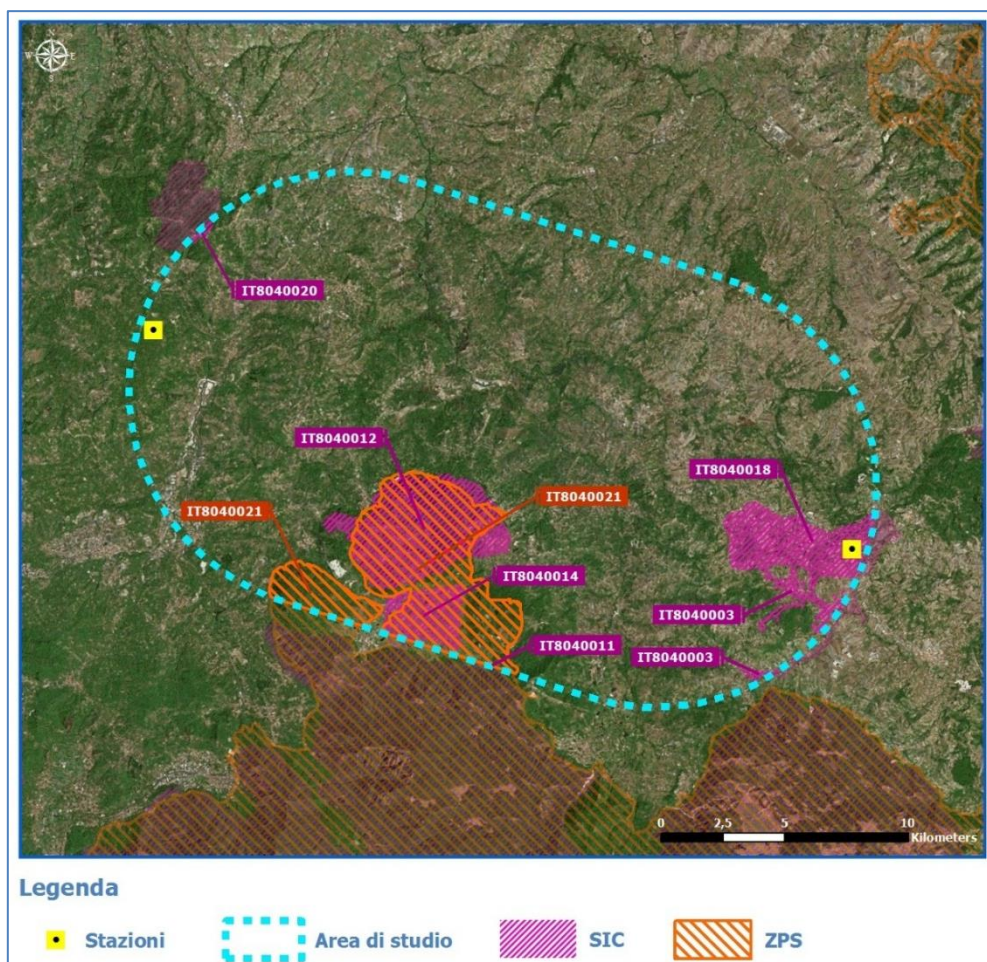 N
W E
S
IT8040020
IT8040012
IT8040018
IT8040021
IT8040021
IT8040014
IT8040003
IT8040011
IT8040003
0 2,5 5 10
Kilometers
Legenda
Stazioni Area di studio SIC ZPS